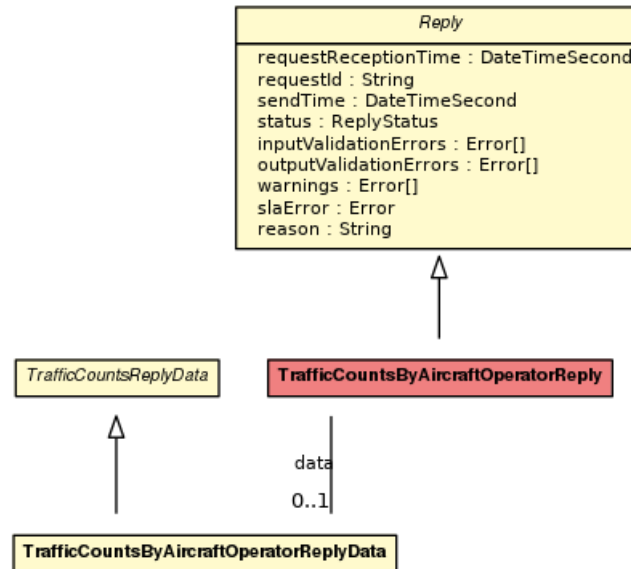 Reply
requestReceptionTime : DateTimeSecond
requestId : String
sendTime : DateTimeSecond
status : ReplyStatus
inputValidationErrors : Error[]
outputValidationErrors : Error[]
warnings : Error[]
slaError : Error
reason : String
TrafficCountsReplyData
TrafficCountsByAircraftOperatorReply
data
0..1
TrafficCountsByAircraftOperatorReplyData